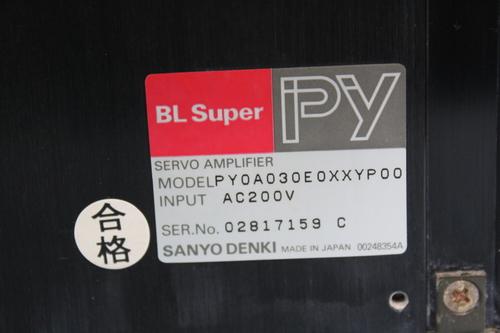 BL Super PY
SERVO AMPLIFIER
MODEL PY0A030E0XXYP00
INPUT AC200V
SER.No. 02817159 C
SANYO DENKI MADE IN JAPAN 00248354A
合格